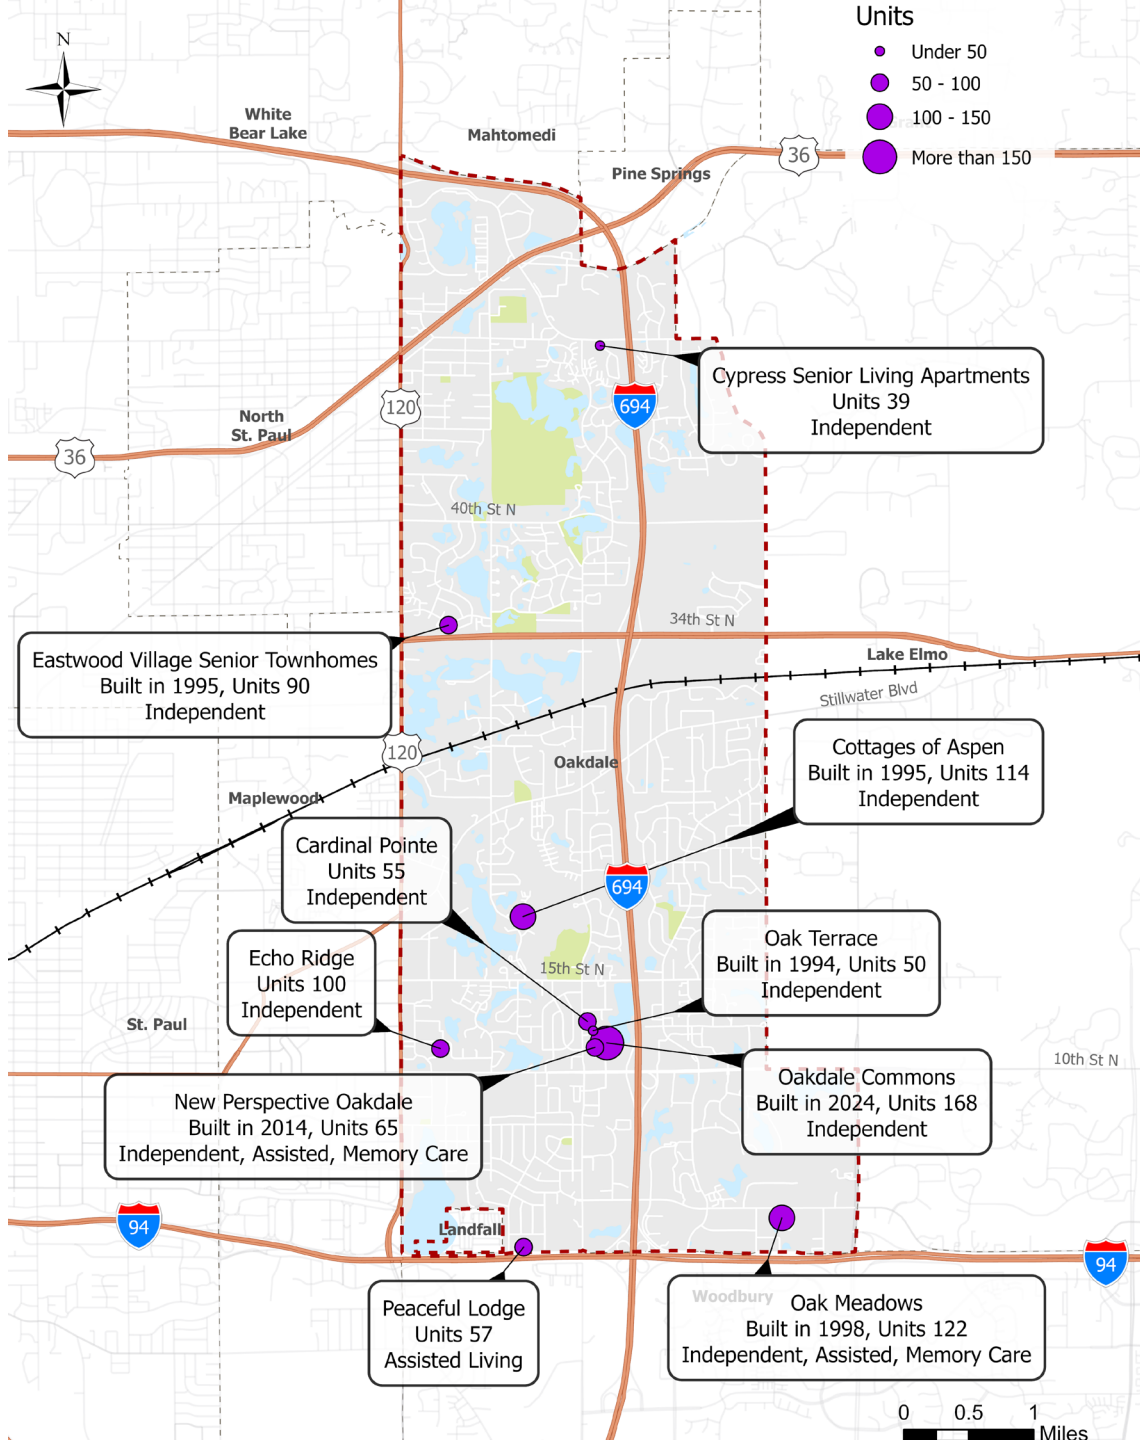 Units
Under 50
50 - 100
100 - 150
More than 150
N
White
Bear Lake
Mahtomedi
Pine Springs
36
Cypress Senior Living Apartments
Units 39
Independent
694
120
North
St. Paul
36
40th St N
34th St N
Lake Elmo
Stillwater Blvd
Eastwood Village Senior Townhomes
Built in 1995, Units 90
Independent
120
Oakdale
Cottages of Aspen
Built in 1995, Units 114
Independent
Maplewood
Cardinal Pointe
Units 55
Independent
694
Oak Terrace
Built in 1994, Units 50
Independent
Echo Ridge
Units 100
Independent
15th St N
St. Paul
10th St N
Oakdale Commons
Built in 2024, Units 168
Independent
New Perspective Oakdale
Built in 2014, Units 65
Independent, Assisted, Memory Care
94
Landfall
94
Peaceful Lodge
Units 57
Assisted Living
Woodbury
Oak Meadows
Built in 1998, Units 122
Independent, Assisted, Memory Care
0 0.5 1
Miles